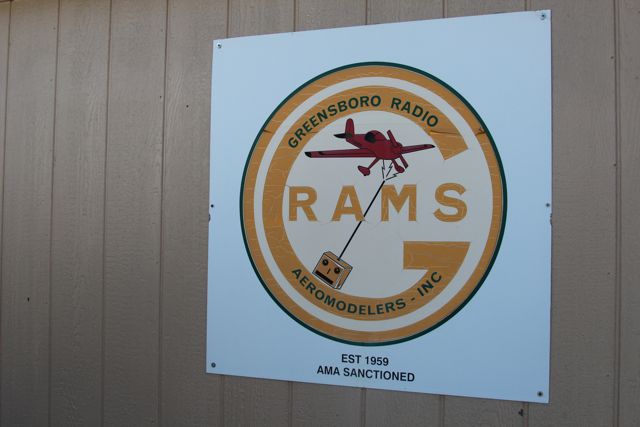 GREENSBORO RADIO
G
RAMS
AEROMODELERS - INC
EST 1959
AMA SANCTIONED